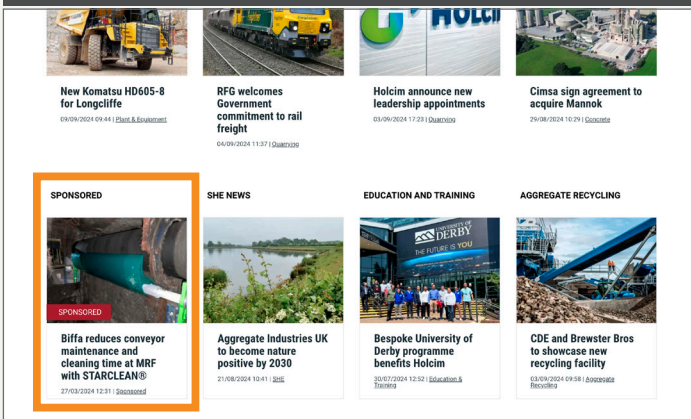 Freightliner
HOLCIM
New Komatsu HD605-8
for Longcliffe
09/09/2024 09:44 | Plant & Equipment
RFG welcomes
Government
commitment to rail
freight
04/09/2024 11:37 | Quarrying
Holcim announce new
leadership appointments
03/09/2024 17:23 | Quarrying
Cimsa sign agreement to
acquire Mannok
29/08/2024 10:29 | Concrete
SPONSORED
SPONSORED
Biffa reduces conveyor
maintenance and
cleaning time at MRF
with STARCLEAN®
27/03/2024 12:31 | Sponsored
SHE NEWS
Aggregate Industries UK
to become nature
positive by 2030
21/08/2024 10:41 | SHE
EDUCATION AND TRAINING
UNIVERSITY OF
DERBY
THE FUTURE IS YOU
Bespoke University of
Derby programme
benefits Holcim
30/07/2024 12:52 | Education &
Training
AGGREGATE RECYCLING
CDE and Brewster Bros
to showcase new
recycling facility
03/09/2024 09:58 | Aggregate
Recycling